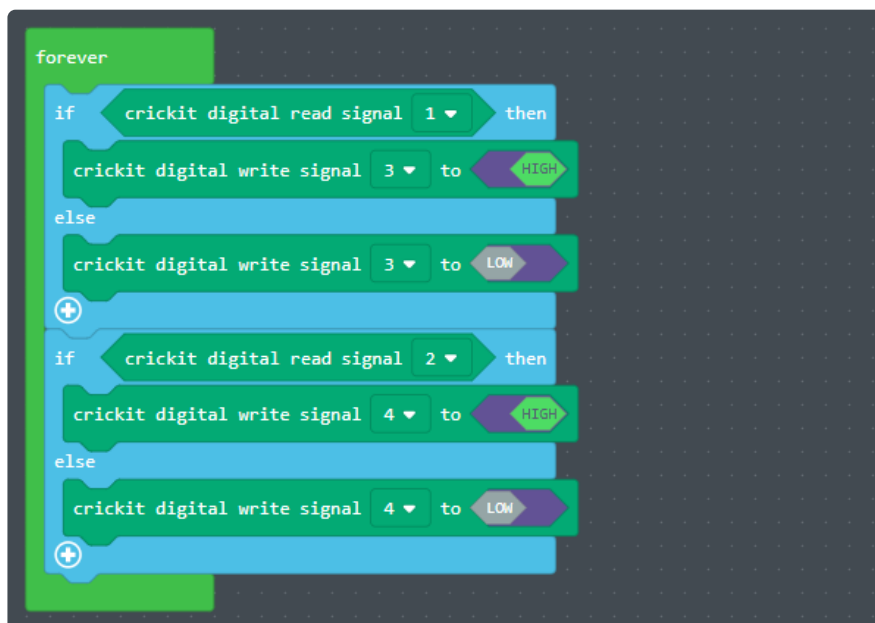 forever
if crickit digital read signal 1 then
crickit digital write signal 3 to HIGH
else
crickit digital write signal 3 to LOW
if crickit digital read signal 2 then
crickit digital write signal 4 to HIGH
else
crickit digital write signal 4 to LOW